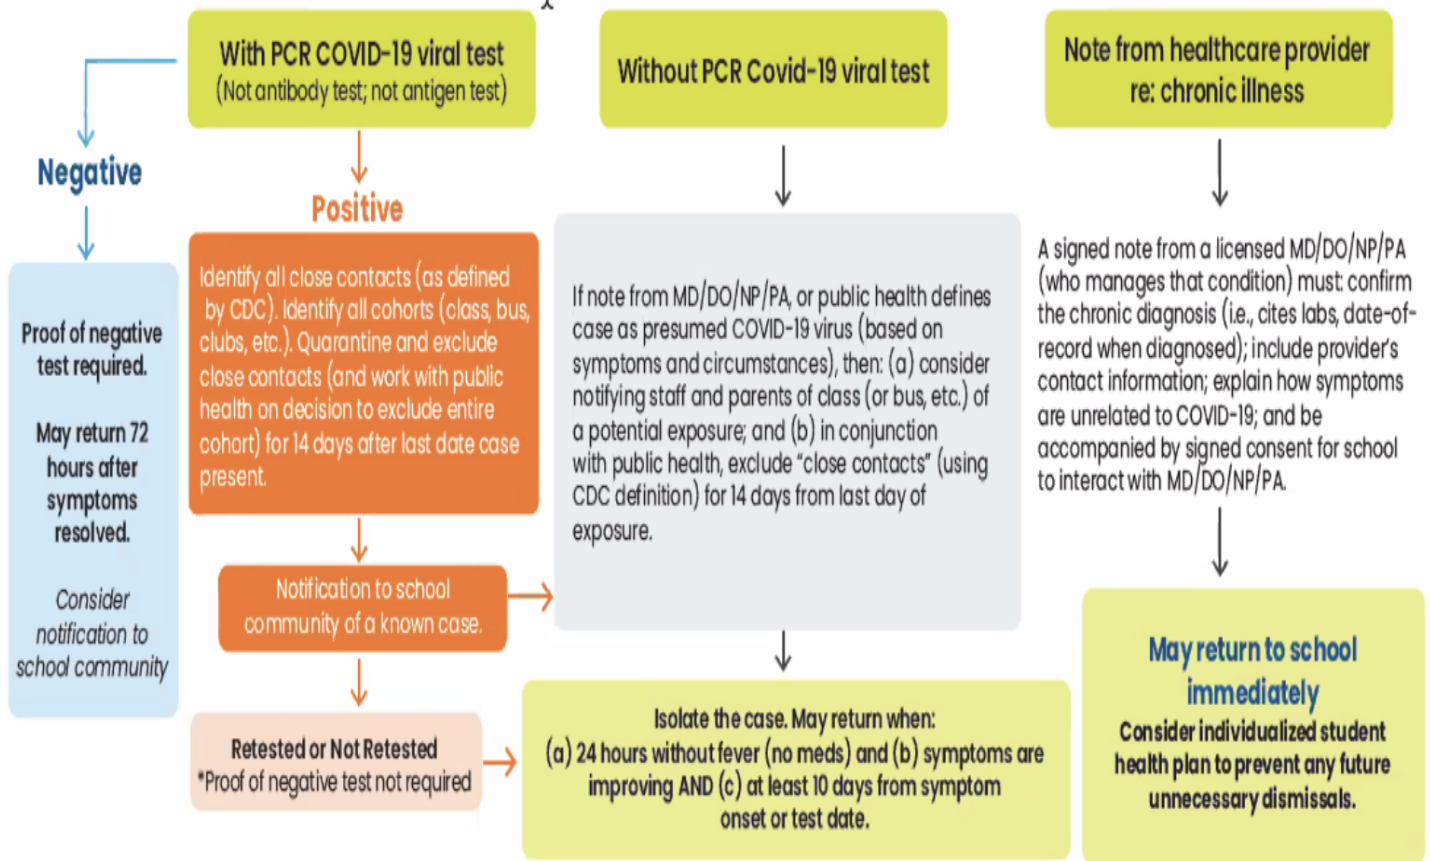 With PCR COVID-19 viral test
(Not antibody test; not antigen test)
Negative
Proof of negative
test required.
May return 72
hours after
symptoms
resolved.
Consider
notification to
school community
Positive
Identify all close contacts (as defined
by CDC). Identify all cohorts (class, bus,
clubs, etc.). Quarantine and exclude
close contacts (and work with public
health on decision to exclude entire
cohort) for 14 days after last date case
present.
Notification to school
community of a known case.
Retested or Not Retested
*Proof of negative test not required
Without PCR Covid-19 viral test
If note from MD/DO/NP/PA, or public health defines
case as presumed COVID-19 virus (based on
symptoms and circumstances), then: (a) consider
notifying staff and parents of class (or bus, etc.) of
a potential exposure; and (b) in conjunction
with public health, exclude “close contacts” (using
CDC definition) for 14 days from last day of
exposure.
Isolate the case. May return when:
(a) 24 hours without fever (no meds) and (b) symptoms are
improving AND (c) at least 10 days from symptom
onset or test date.
Note from healthcare provider
re: chronic illness
A signed note from a licensed MD/DO/NP/PA
(who manages that condition) must: confirm
the chronic diagnosis (i.e., cites labs, date-of-
record when diagnosed); include provider's
contact information; explain how symptoms
are unrelated to COVID-19; and be
accompanied by signed consent for school
to interact with MD/DO/NP/PA.
May return to school
immediately
Consider individualized student
health plan to prevent any future
unnecessary dismissals.